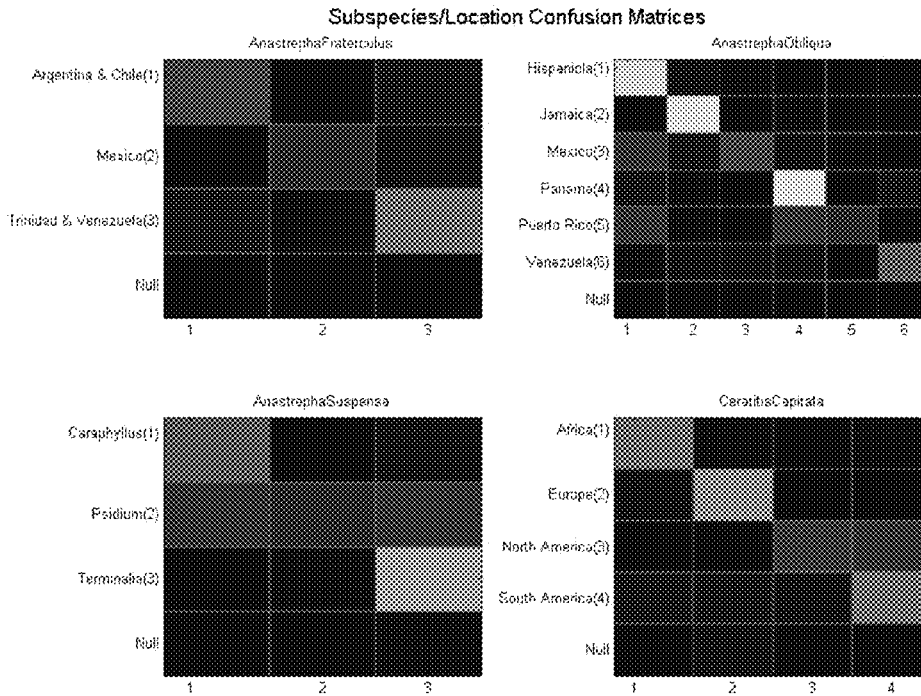 Subspecies/Location Confusion Matrices
AnastrephaFraterculus
Argentina & Chile(1)
Mexico(2)
Trinidad & Venezuela(3)
Null
1 2 3
AnastrephaObliqua
Hispaniola(1)
Jamaica(2)
Mexico(3)
Panama(4)
Puerto Rico(5)
Venezuela(6)
Null
1 2 3 4 5 6
AnastrephaSuspensa
Caraphyllus(1)
Psidium(2)
Terminalia(3)
Null
1 2 3
CeratitisCapitata
Africa(1)
Europe(2)
North America(3)
South America(4)
Null
1 2 3 4